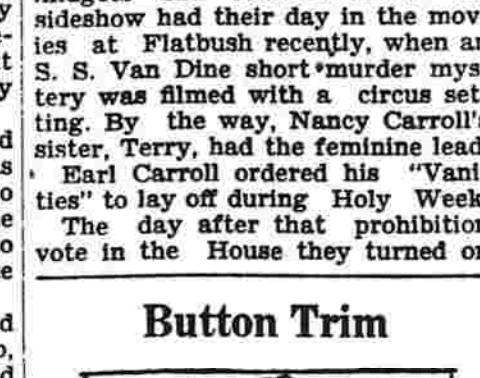 sideshow had their day in the mov-
ies at Flatbush recently, when an
S. S. Van Dine short murder mys-
tery was filmed with a circus set-
ting. By the way, Nancy Carroll's
sister, Terry, had the feminine lead.
Earl Carroll ordered his "Vani-
ties" to lay off during Holy Week.
The day after that prohibition
vote in the House they turned on
Button Trim